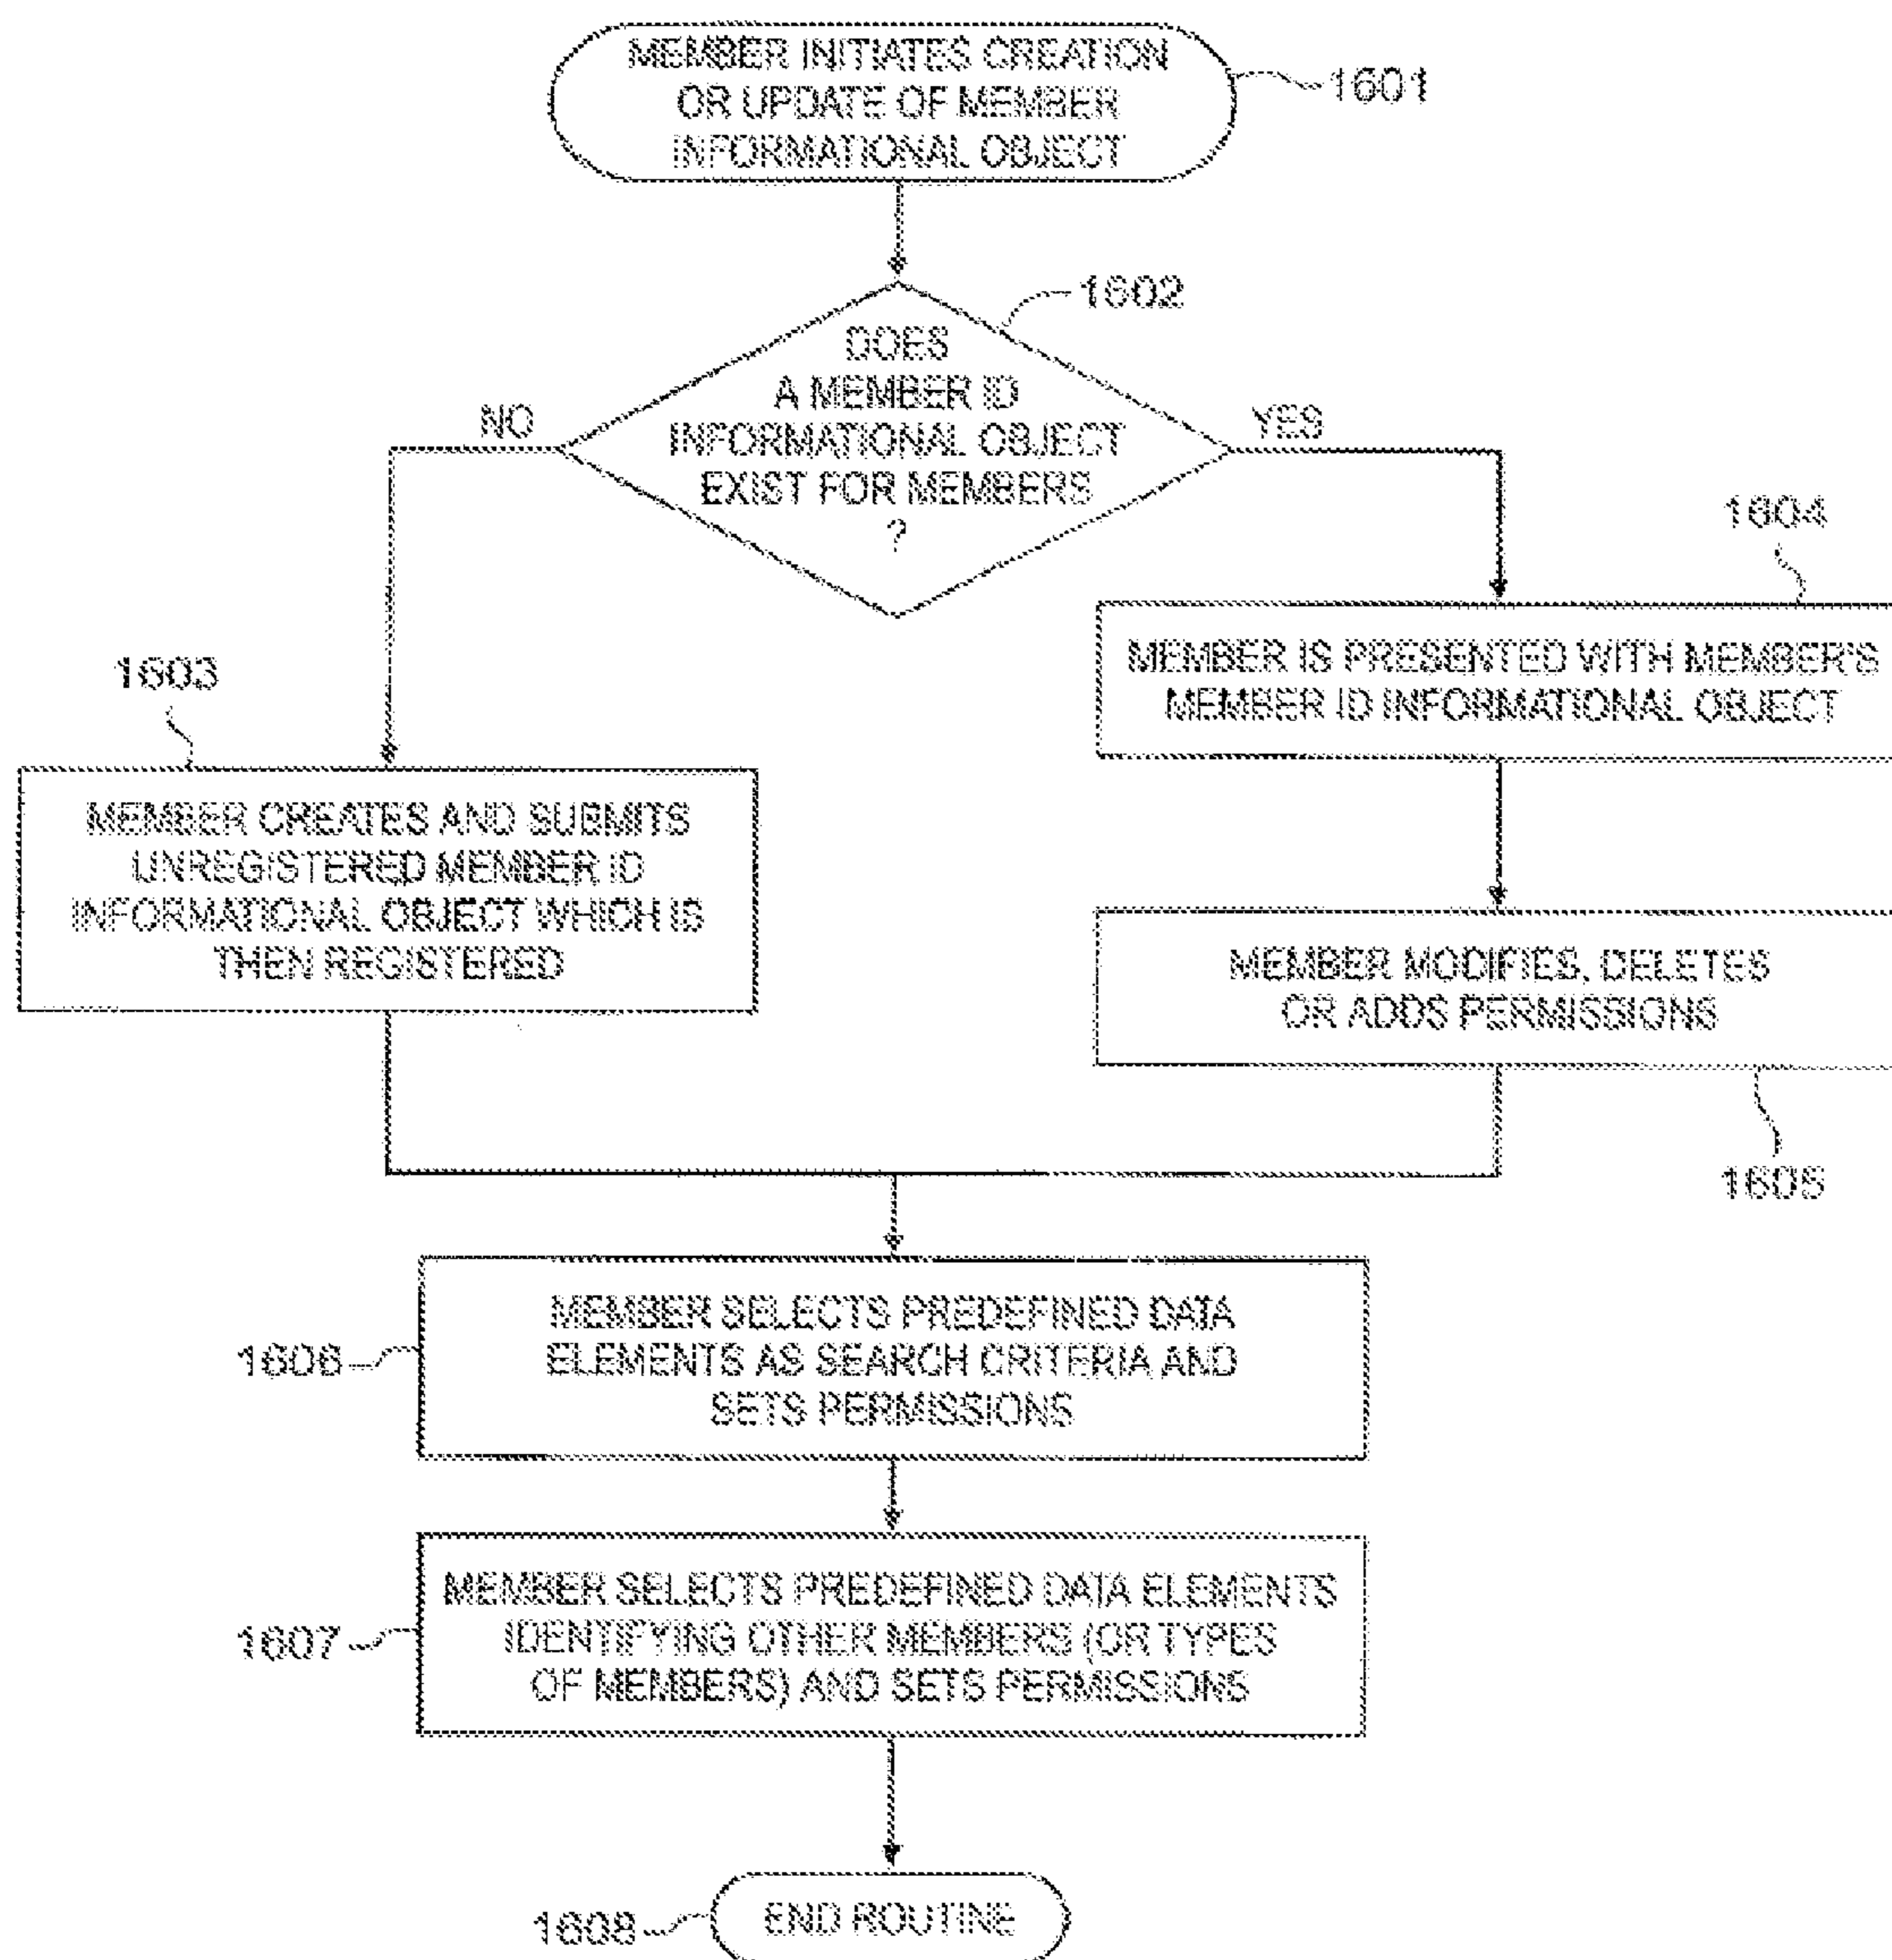 MEMBER INITIATES CREATION
OR UPDATE OF MEMBER
INFORMATIONAL OBJECT
1601
1602
DOES
A MEMBER ID
INFORMATIONAL OBJECT
EXIST FOR MEMBERS
?
NO
YES
1604
MEMBER IS PRESENTED WITH MEMBER'S
MEMBER ID INFORMATIONAL OBJECT
1603
MEMBER CREATES AND SUBMITS
UNREGISTERED MEMBER ID
INFORMATIONAL OBJECT WHICH IS
THEN REGISTERED
MEMBER MODIFIES, DELETES
OR ADDS PERMISSIONS
1605
1606
MEMBER SELECTS PREDEFINED DATA
ELEMENTS AS SEARCH CRITERIA AND
SETS PERMISSIONS
1607
MEMBER SELECTS PREDEFINED DATA ELEMENTS
IDENTIFYING OTHER MEMBERS (OR TYPES
OF MEMBERS) AND SETS PERMISSIONS
1608
END ROUTINE